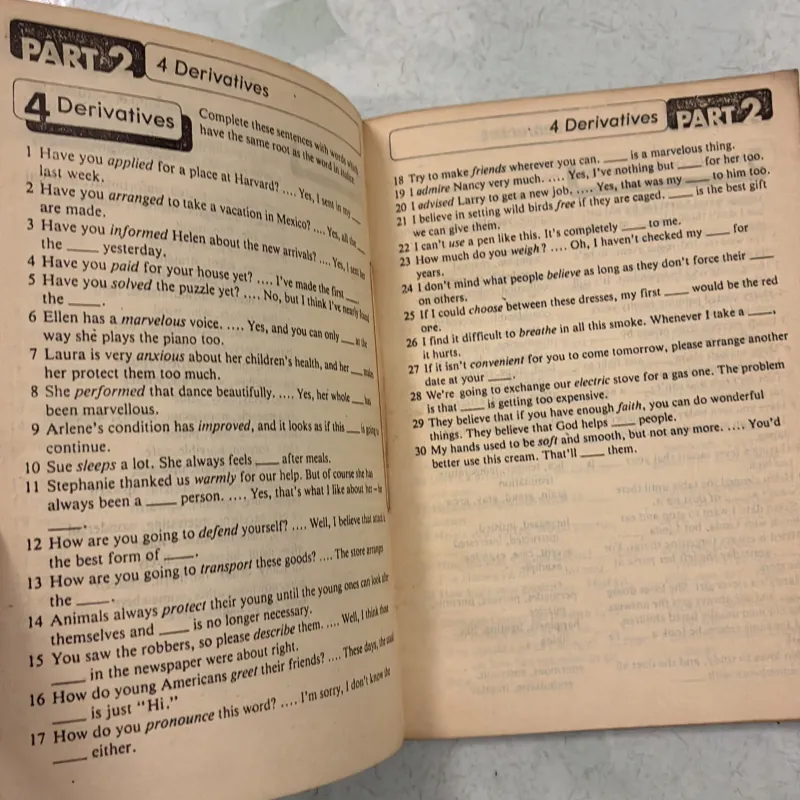 PART 2
4 Derivatives
4 Derivatives
Complete these sentences with words which
have the same root as the word in italics.
1 Have you applied for a place at Harvard? .... Yes, I sent in my ____
last week.
2 Have you arranged to take a vacation in Mexico? .... Yes, all the ____
are made.
3 Have you informed Helen about the new arrivals? .... Yes, I sent her
the ____ yesterday.
4 Have you paid for your house yet? .... I've made the first ____.
5 Have you solved the puzzle yet? .... No, but I think I've nearly found
the ____.
6 Ellen has a marvelous voice. .... Yes, and you can only ____ at the
way she plays the piano too.
7 Laura is very anxious about her children's health, and her ____ makes
her protect them too much.
8 She performed that dance beautifully. .... Yes, her whole ____ has
been marvellous.
9 Arlene's condition has improved, and it looks as if this ____ is going to
continue.
10 Sue sleeps a lot. She always feels ____ after meals.
11 Stephanie thanked us warmly for our help. But of course she has
always been a ____ person. .... Yes, that's what I like about her – her
____.
12 How are you going to defend yourself? .... Well, I believe that attack is
the best form of ____.
13 How are you going to transport these goods? .... The store arranges
the ____.
14 Animals always protect their young until the young ones can look after
themselves and ____ is no longer necessary.
15 You saw the robbers, so please describe them. .... Well, I think those
____ in the newspaper were about right.
16 How do young Americans greet their friends? .... These days, the usual
____ is just "Hi."
17 How do you pronounce this word? .... I'm sorry, I don't know the
____ either.
4 Derivatives
PART 2
18 Try to make friends wherever you can. ____ is a marvelous thing.
19 I admire Nancy very much. .... Yes, I've nothing but ____ for her too.
20 I advised Larry to get a new job. .... Yes, that was my ____ to him too.
21 I believe in setting wild birds free if they are caged. ____ is the best gift
we can give them.
22 I can't use a pen like this. It's completely ____ to me.
23 How much do you weigh? .... Oh, I haven't checked my ____ for
years.
24 I don't mind what people believe as long as they don't force their ____
on others.
25 If I could choose between these dresses, my first ____ would be the red
one.
26 I find it difficult to breathe in all this smoke. Whenever I take a ____,
it hurts.
27 If it isn't convenient for you to come tomorrow, please arrange another
date at your ____.
28 We're going to exchange our electric stove for a gas one. The problem
is that ____ is getting too expensive.
29 They believe that if you have enough faith, you can do wonderful
things. They believe that God helps ____ people.
30 My hands used to be soft and smooth, but not any more. .... You'd
better use this cream. That'll ____ them.